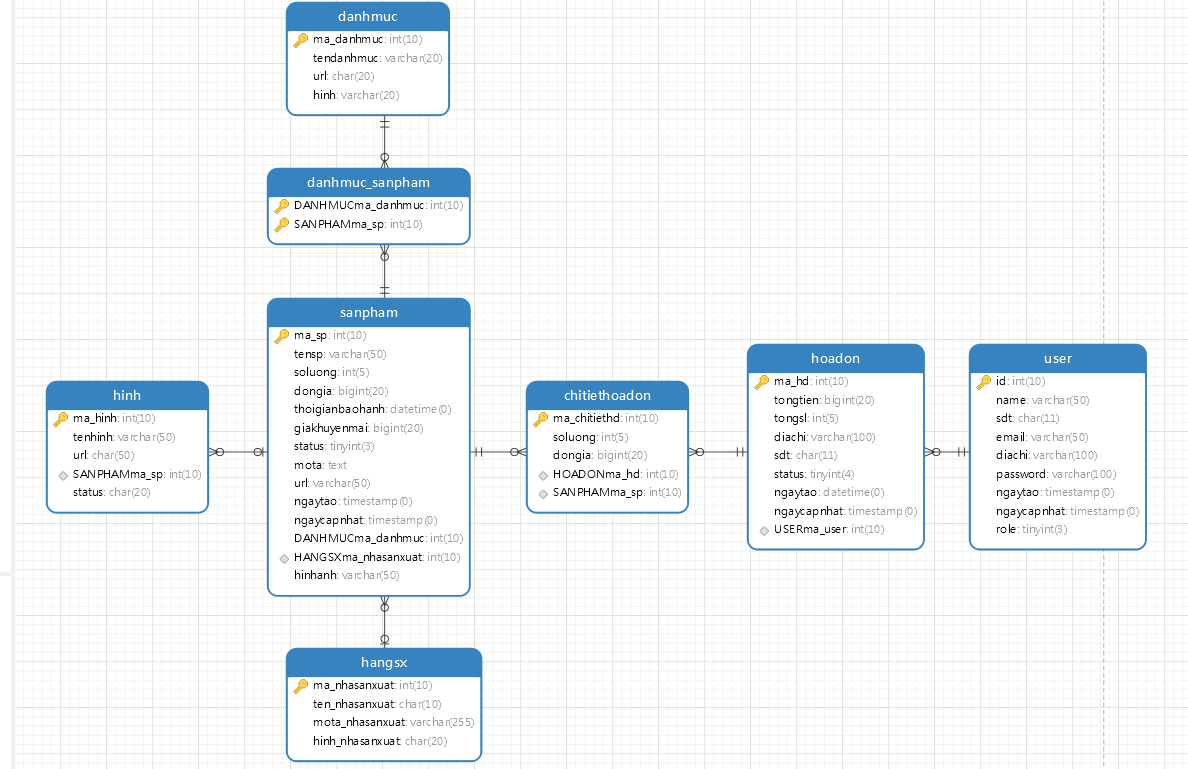 danhmuc
ma_danhmuc: int(10)
tendanhmuc: varchar(20)
url: char(20)
hinh: varchar(20)
danhmuc_sanpham
DANHMUCma_danhmuc: int(10)
SANPHAMma_sp: int(10)
sanpham
ma_sp: int(10)
tensp: varchar(50)
soluong: int(5)
dongia: bigint(20)
thoigianbaohanh: datetime(0)
giakhuyenmai: bigint(20)
status: tinyint(3)
mota: text
url: varchar(50)
ngaytao: timestamp(0)
ngaycapnhat: timestamp(0)
DANHMUCma_danhmuc: int(10)
HANGSXma_nhasanxuat: int(10)
hinhanh: varchar(50)
hinh
ma_hinh: int(10)
tenhinh: varchar(50)
url: char(50)
SANPHAMma_sp: int(10)
status: char(20)
chitiethoadon
ma_chitiethd: int(10)
soluong: int(5)
dongia: bigint(20)
HOADONma_hd: int(10)
SANPHAMma_sp: int(10)
hoadon
ma_hd: int(10)
tongtien: bigint(20)
tongsl: int(5)
diachi: varchar(100)
sdt: char(11)
status: tinyint(4)
ngaytao: datetime(0)
ngaycapnhat: timestamp(0)
USERma_user: int(10)
user
id: int(10)
name: varchar(50)
sdt: char(11)
email: varchar(50)
diachi: varchar(100)
password: varchar(100)
ngaytao: timestamp(0)
ngaycapnhat: timestamp(0)
role: tinyint(3)
hangsx
ma_nhasanxuat: int(10)
ten_nhasanxuat: char(10)
mota_nhasanxuat: varchar(255)
hinh_nhasanxuat: char(20)